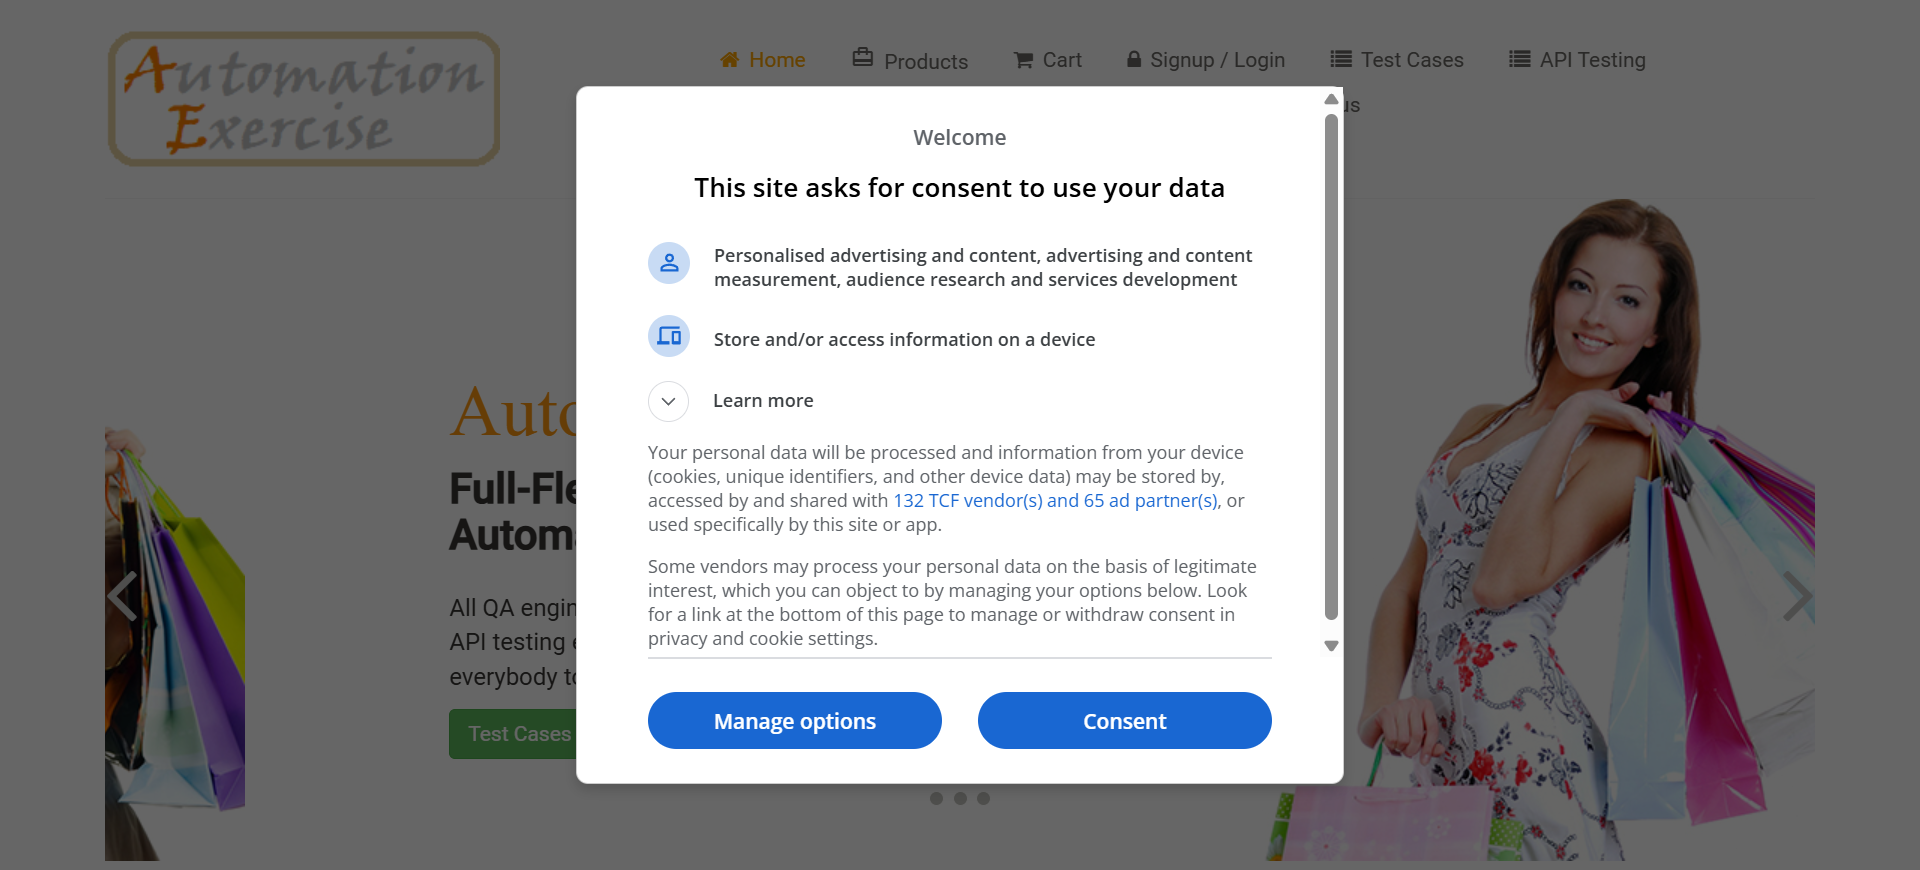 Automation
Exercise
Home
Products
Cart
Signup / Login
Test Cases
API Testing
us
Welcome
This site asks for consent to use your data
Personalised advertising and content, advertising and content
measurement, audience research and services development
Store and/or access information on a device
Learn more
Your personal data will be processed and information from your device
(cookies, unique identifiers, and other device data) may be stored by,
accessed by and shared with 132 TCF vendor(s) and 65 ad partner(s), or
used specifically by this site or app.
Some vendors may process your personal data on the basis of legitimate
interest, which you can object to by managing your options below. Look
for a link at the bottom of this page to manage or withdraw consent in
privacy and cookie settings.
Manage options
Consent
Auto
Full-Fle
Autom
All QA engin
API testing
everybody to
Test Cases